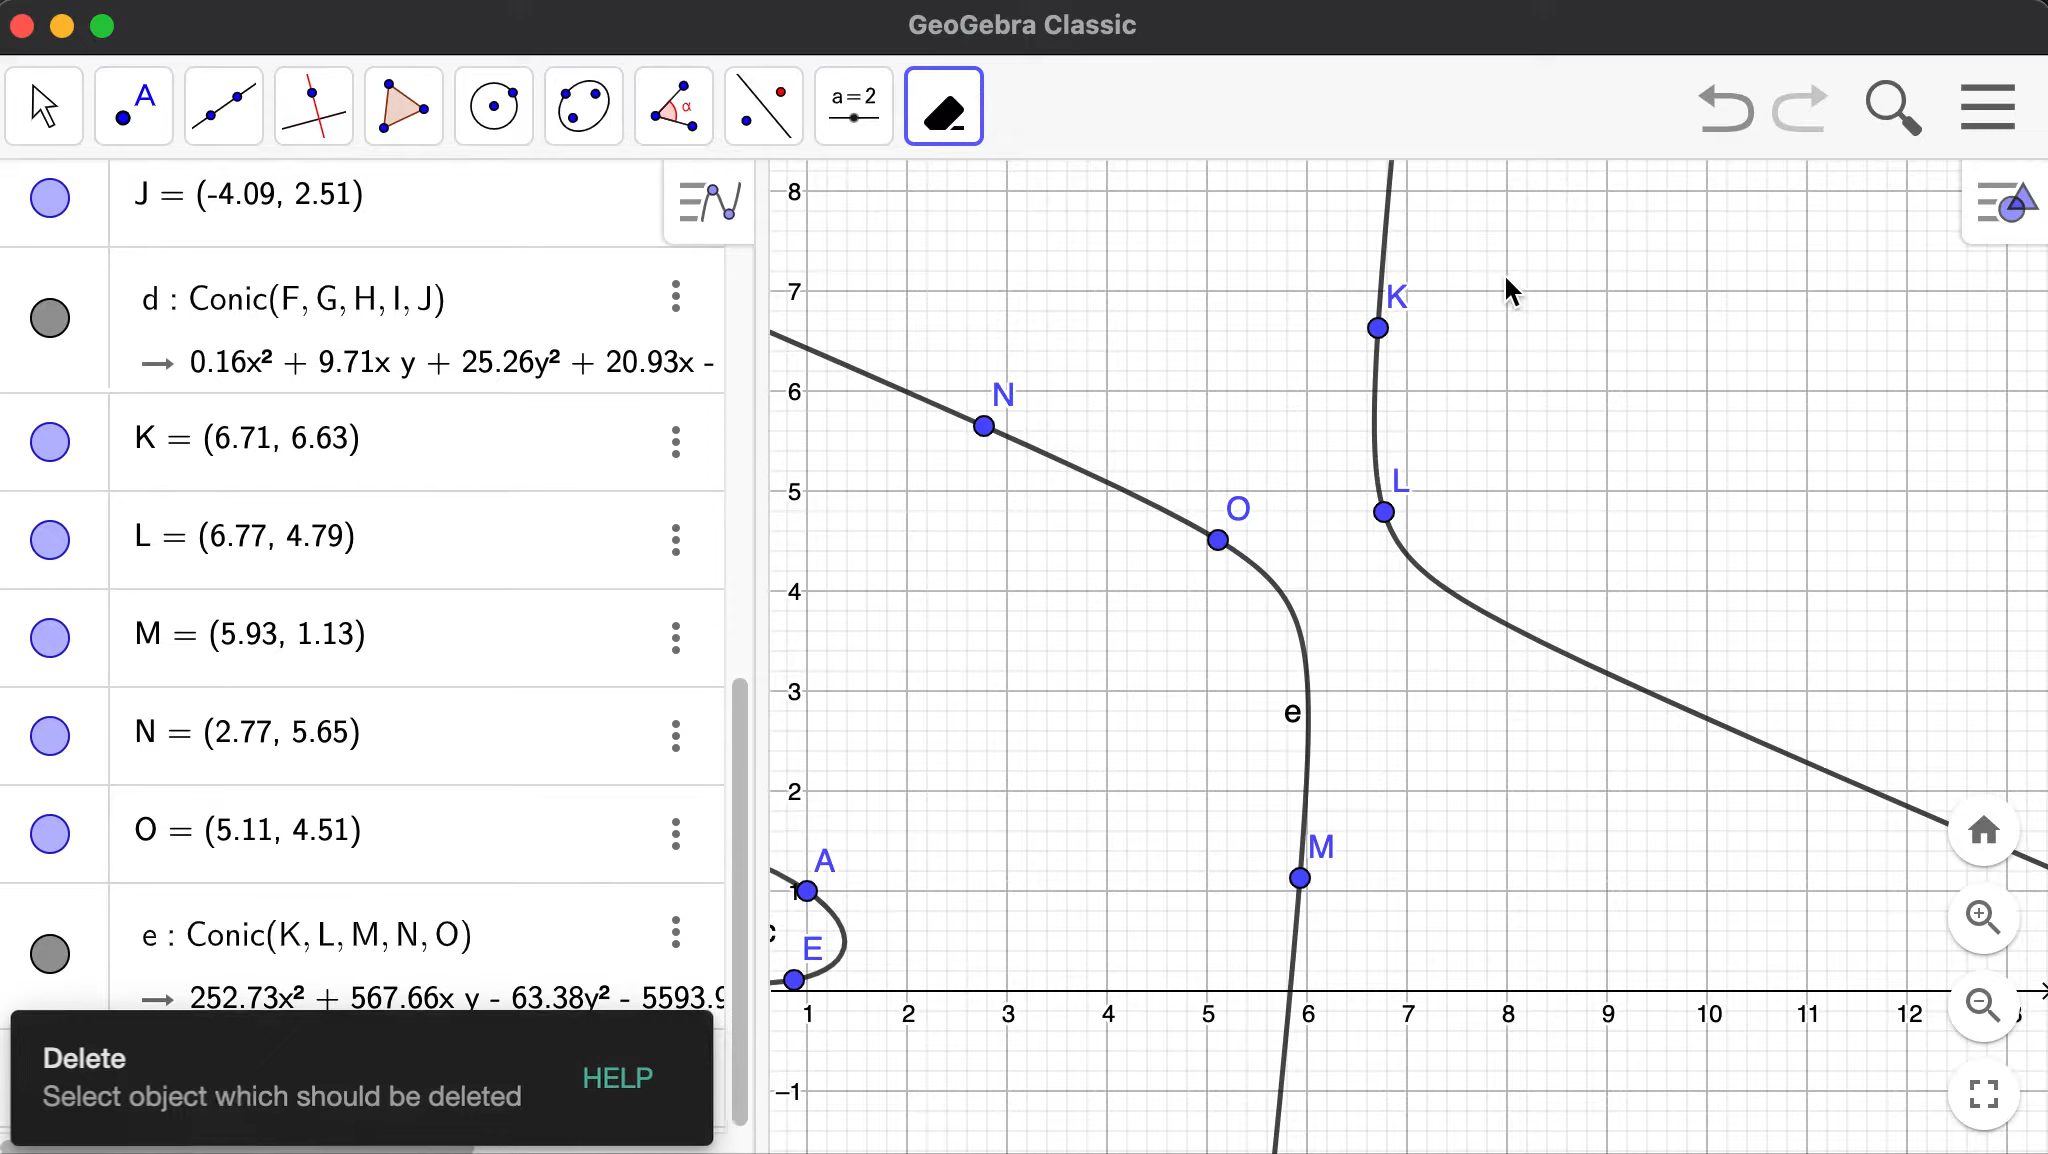 GeoGebra Classic
A
α
a=2
J = (-4.09, 2.51)
d : Conic(F, G, H, I, J)
→ 0.16x² + 9.71x y + 25.26y² + 20.93x -
K = (6.71, 6.63)
L = (6.77, 4.79)
M = (5.93, 1.13)
N = (2.77, 5.65)
O = (5.11, 4.51)
e : Conic(K, L, M, N, O)
→ 252.73x² + 567.66x y - 63.38y² - 5593.9
Delete
Select object which should be deleted
HELP
8
7
K
6
N
5
L
O
4
3
e
2
M
A
1
c
E
1 2 3 4 5 6 7 8 9 10 11 12
-1